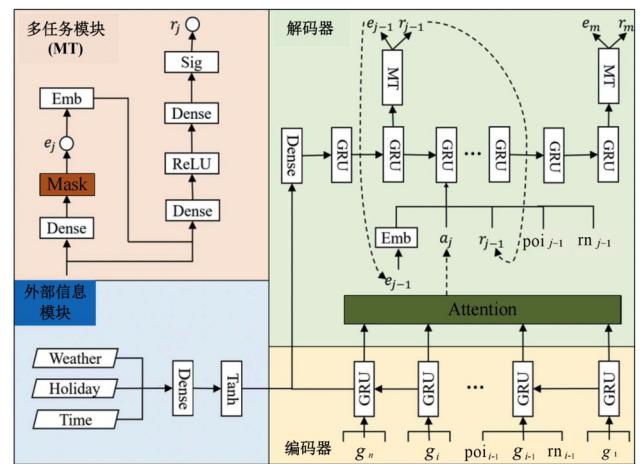 多任务模块
(MT)
r_j
Sig
Emb
Dense
e_j
ReLU
Mask
Dense
Dense
解码器
e_{j-1} r_{j-1}
e_m r_m
MT
MT
Dense
GRU
GRU
GRU
...
GRU
GRU
GRU
Emb
a_j
r_{j-1}
poi_{j-1}
rn_{j-1}
e_{j-1}
Attention
外部信息
模块
Weather
Holiday
Time
Dense
Tanh
GRU
GRU
...
GRU
GRU
编码器
g_n
g_i
poi_{i-1}
g_{i-1}
rn_{i-1}
g_1